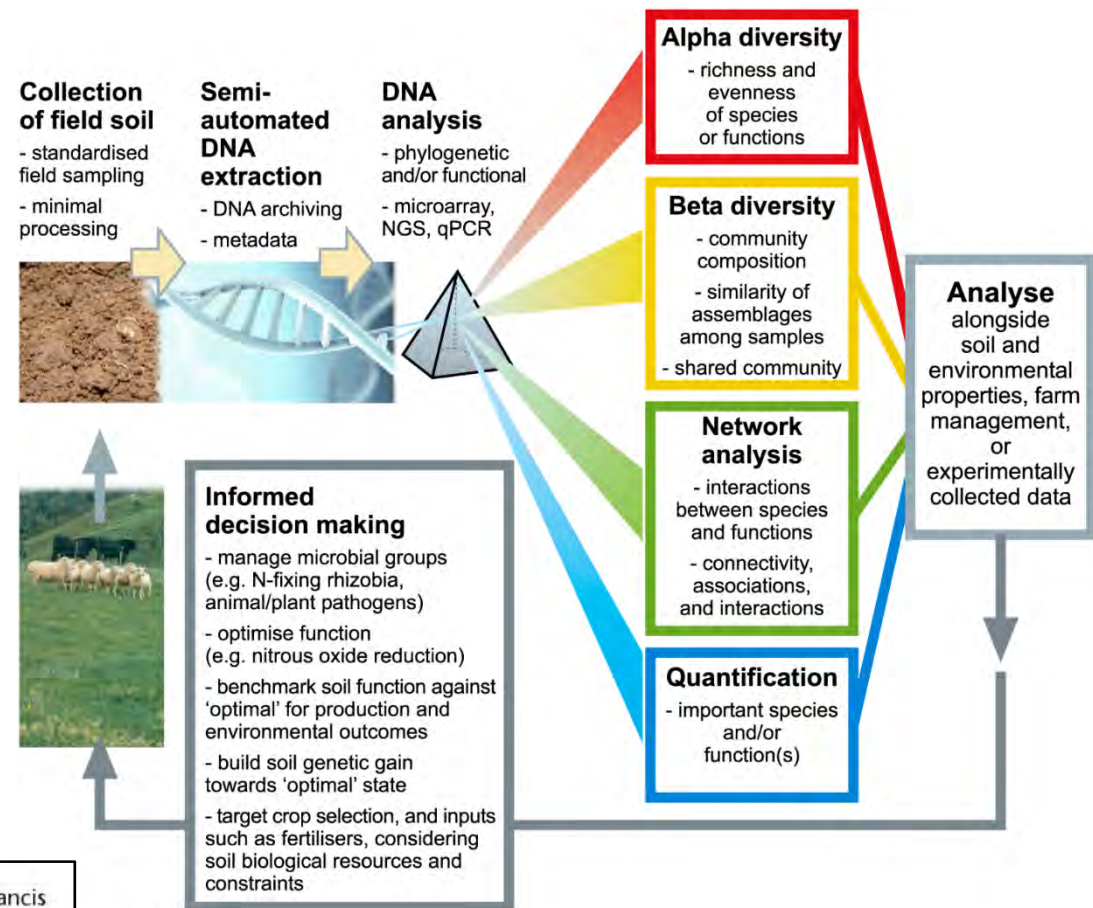 Collection
of field soil
- standardised
field sampling
- minimal
processing
Semi-
automated
DNA
extraction
- DNA archiving
- metadata
DNA
analysis
- phylogenetic
and/or functional
- microarray,
NGS, qPCR
Alpha diversity
- richness and
evenness
of species
or functions
Beta diversity
- community
composition
- similarity of
assemblages
among samples
- shared community
Network
analysis
- interactions
between species
and functions
- connectivity,
associations,
and interactions
Quantification
- important species
and/or
function(s)
Analyse
alongside
soil and
environmental
properties, farm
management,
or
experimentally
collected data
Informed
decision making
- manage microbial groups
(e.g. N-fixing rhizobia,
animal/plant pathogens)
- optimise function
(e.g. nitrous oxide reduction)
- benchmark soil function against
‘optimal’ for production and
environmental outcomes
- build soil genetic gain
towards ‘optimal’ state
- target crop selection, and inputs
such as fertilisers, considering
soil biological resources and
constraints
ancis